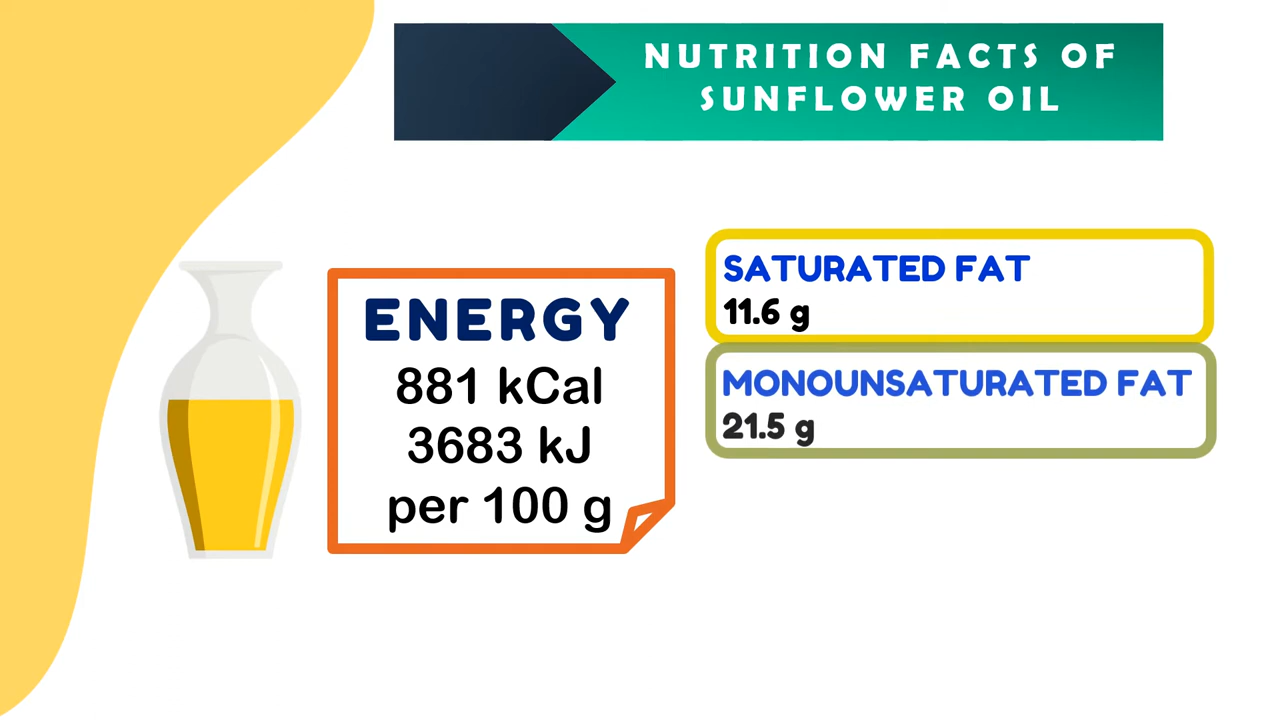 NUTRITION FACTS OF
SUNFLOWER OIL
ENERGY
881 kCal
3683 kJ
per 100 g
SATURATED FAT
11.6 g
MONOUNSATURATED FAT
21.5 g